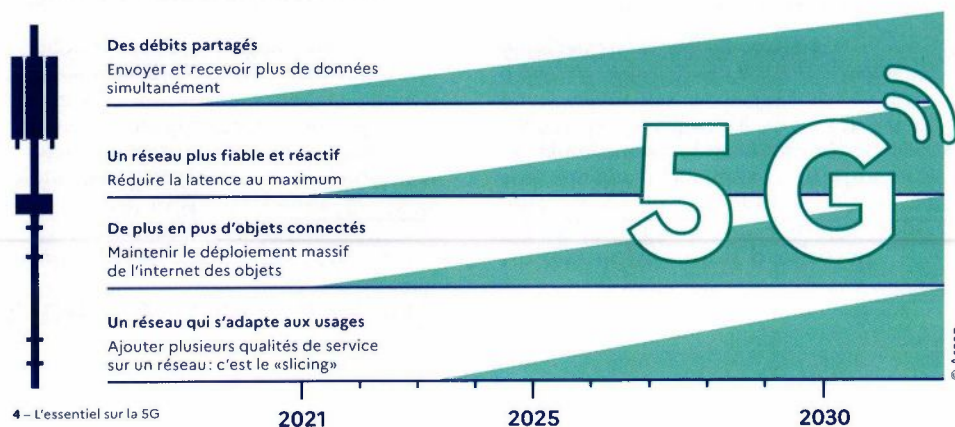 Des débits partagés
Envoyer et recevoir plus de données
simultanément
Un réseau plus fiable et réactif
Réduire la latence au maximum
De plus en pus d'objets connectés
Maintenir le déploiement massif
de l'internet des objets
Un réseau qui s'adapte aux usages
Ajouter plusieurs qualités de service
sur un réseau: c'est le «slicing»
5G
2021
2025
2030
4 – L'essentiel sur la 5G